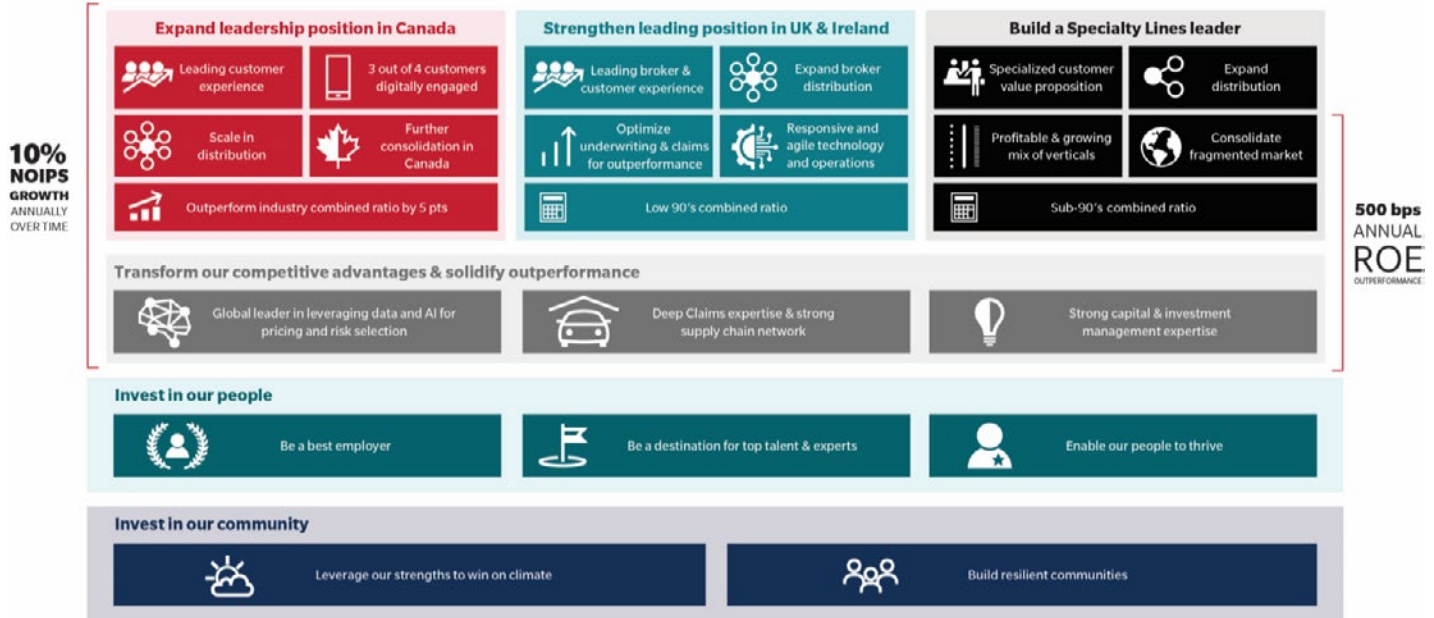 10%
NOIPS
GROWTH
ANNUALLY
OVER TIME
Expand leadership position in Canada
Leading customer
experience
3 out of 4 customers
digitally engaged
Scale in
distribution
Further
consolidation in
Canada
Outperform industry combined ratio by 5 pts
Strengthen leading position in UK & Ireland
Leading broker &
customer experience
Expand broker
distribution
Optimize
underwriting & claims
for outperformance
Responsive and
agile technology
and operations
Low 90's combined ratio
Build a Specialty Lines leader
Specialized customer
value proposition
Expand
distribution
Profitable & growing
mix of verticals
Consolidate
fragmented market
Sub-90's combined ratio
500 bps
ANNUAL
ROE
OUTPERFORMANCE
Transform our competitive advantages & solidify outperformance
Global leader in leveraging data and AI for
pricing and risk selection
Deep Claims expertise & strong
supply chain network
Strong capital & investment
management expertise
Invest in our people
Be a best employer
Be a destination for top talent & experts
Enable our people to thrive
Invest in our community
Leverage our strengths to win on climate
Build resilient communities